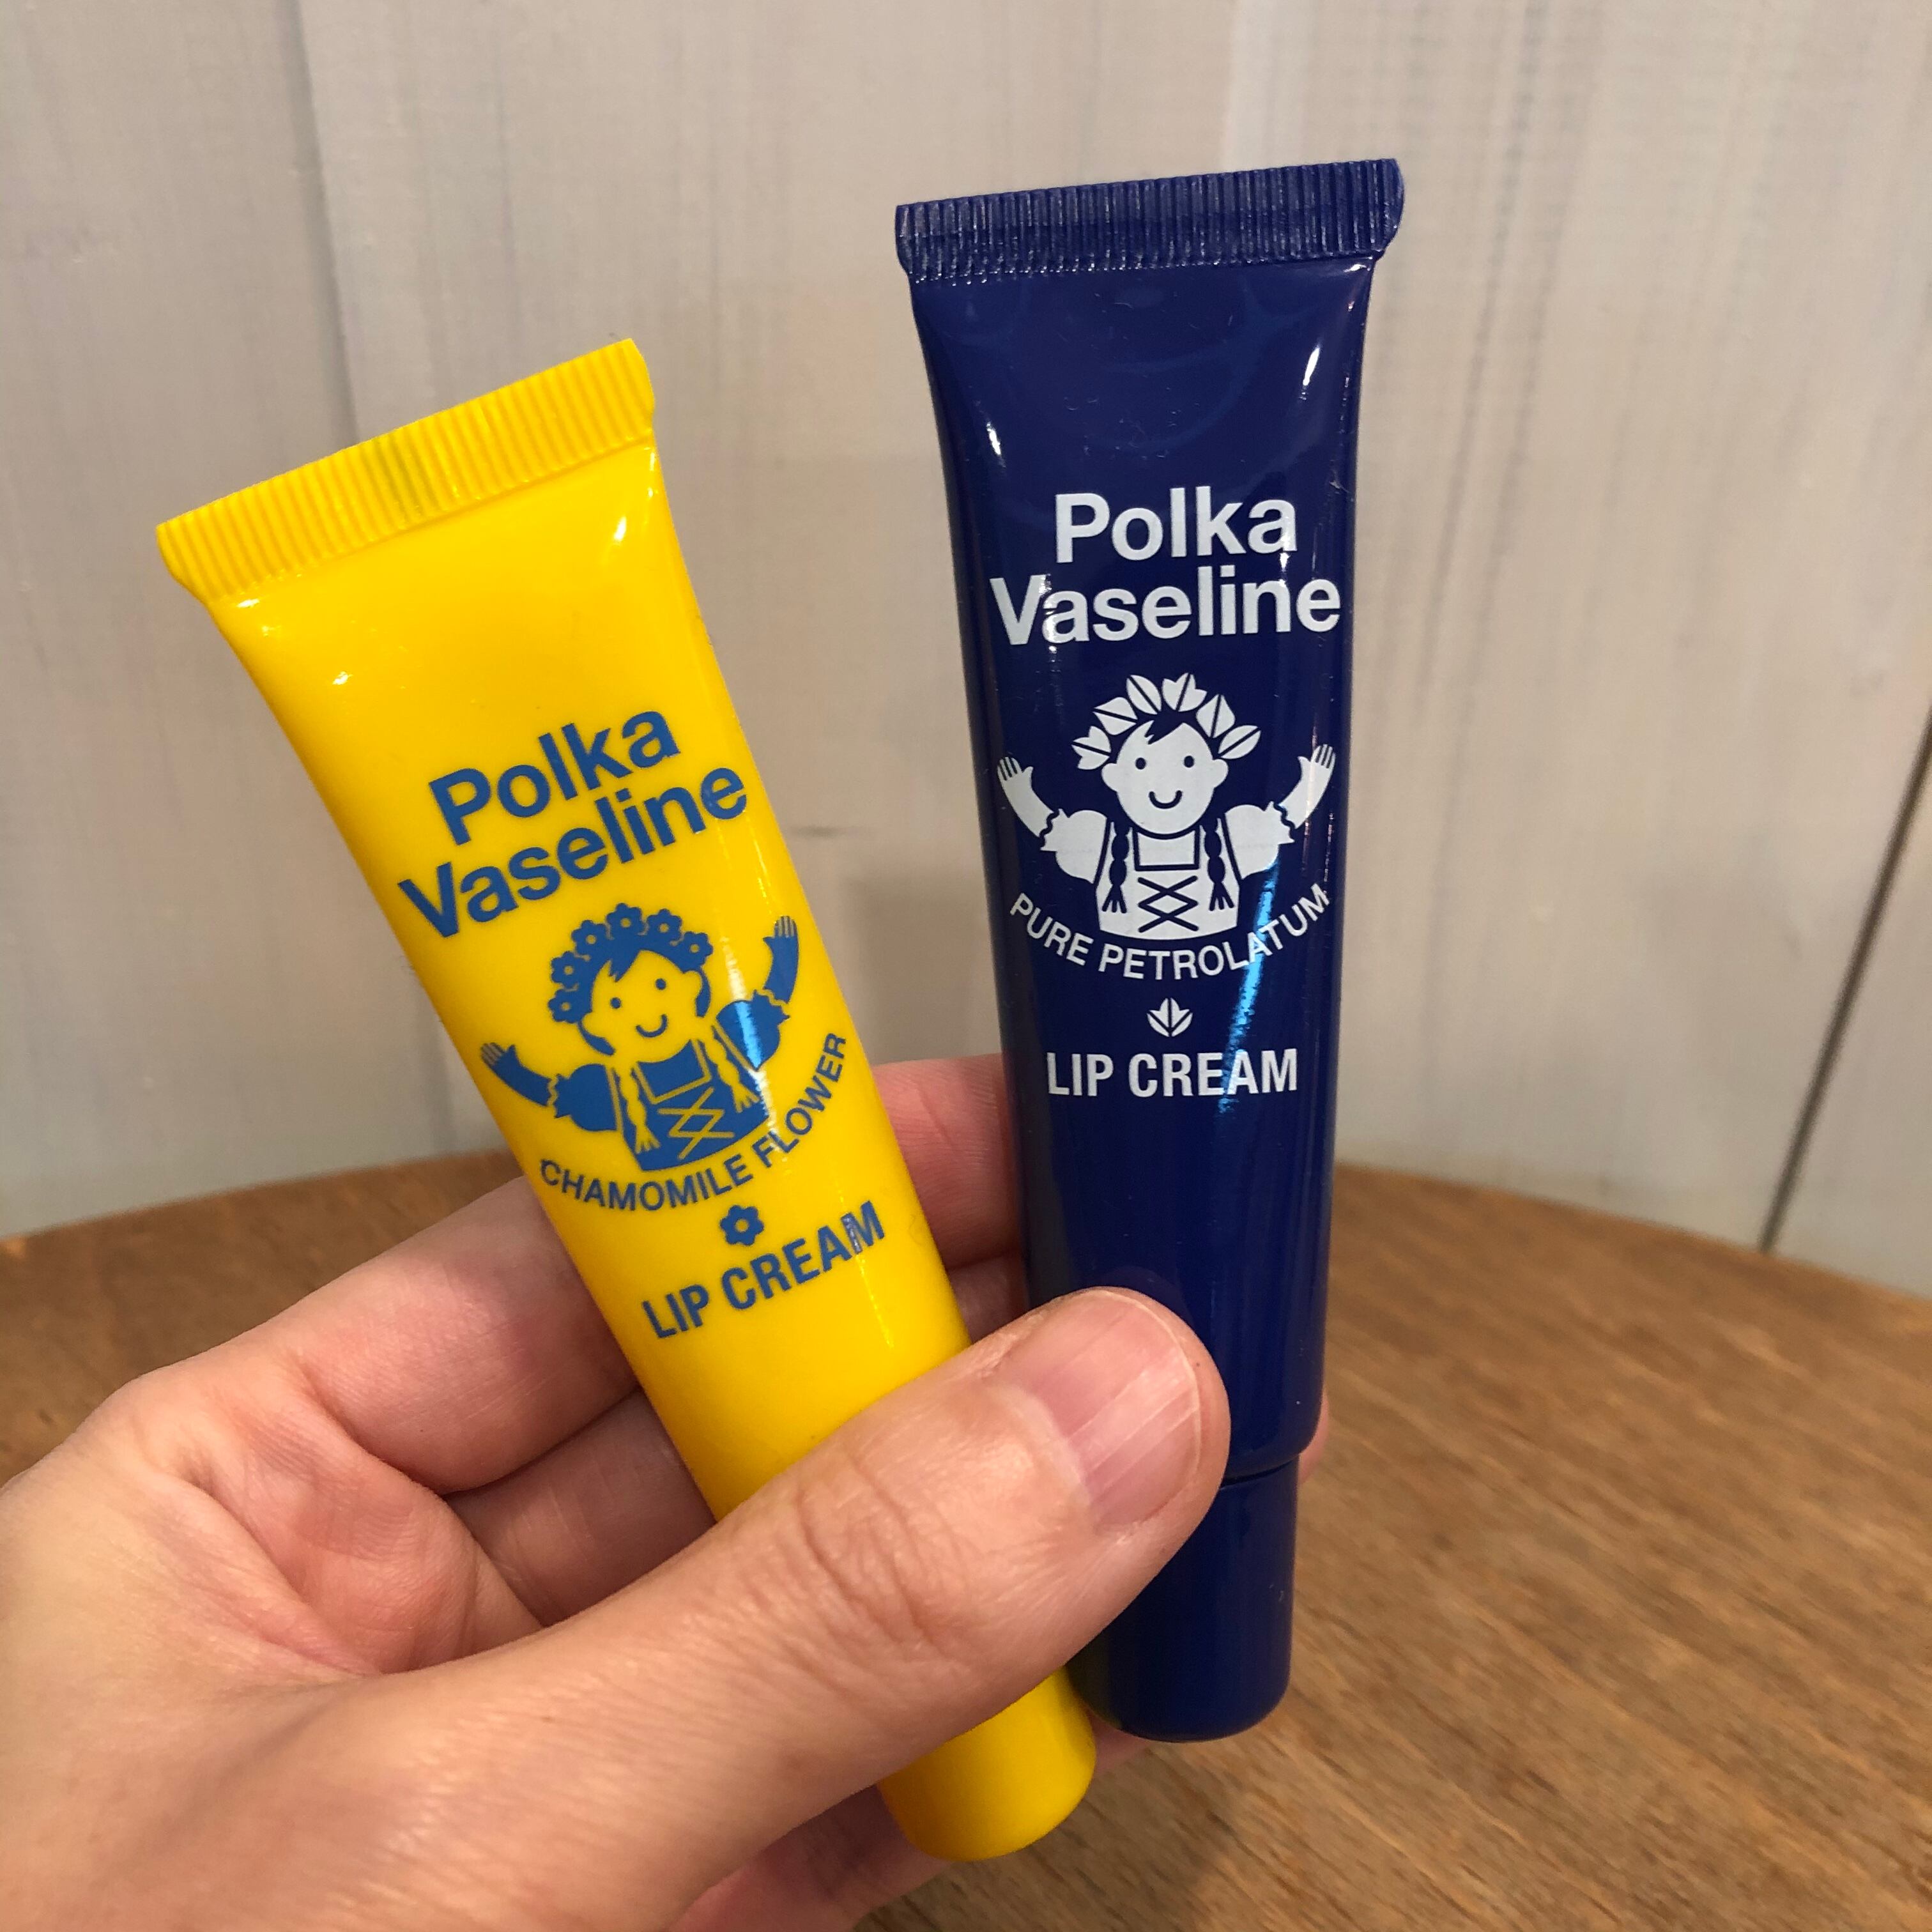 Polka
Vaseline
CHAMOMILE FLOWER
LIP CREAM
Polka
Vaseline
PURE PETROLATUM
LIP CREAM